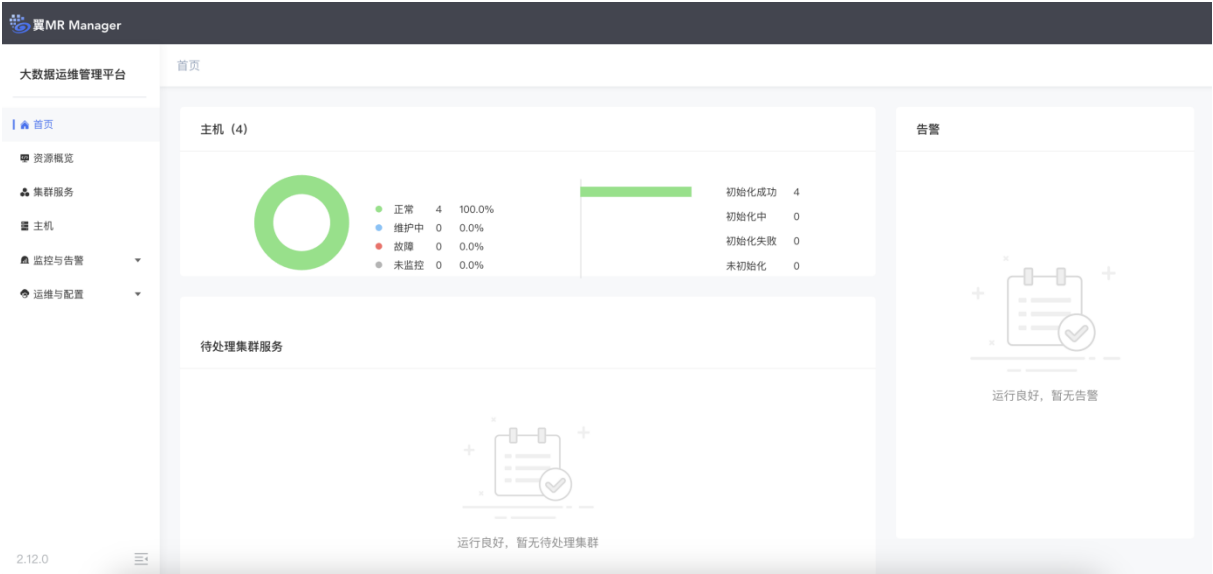 翼MR Manager
大数据运维管理平台
首页
资源概览
集群服务
主机
监控与告警
运维与配置
2.12.0
首页
主机（4）
正常 4 100.0%
维护中 0 0.0%
故障 0 0.0%
未监控 0 0.0%
初始化成功 4
初始化中 0
初始化失败 0
未初始化 0
待处理集群服务
运行良好，暂无待处理集群
告警
运行良好，暂无告警